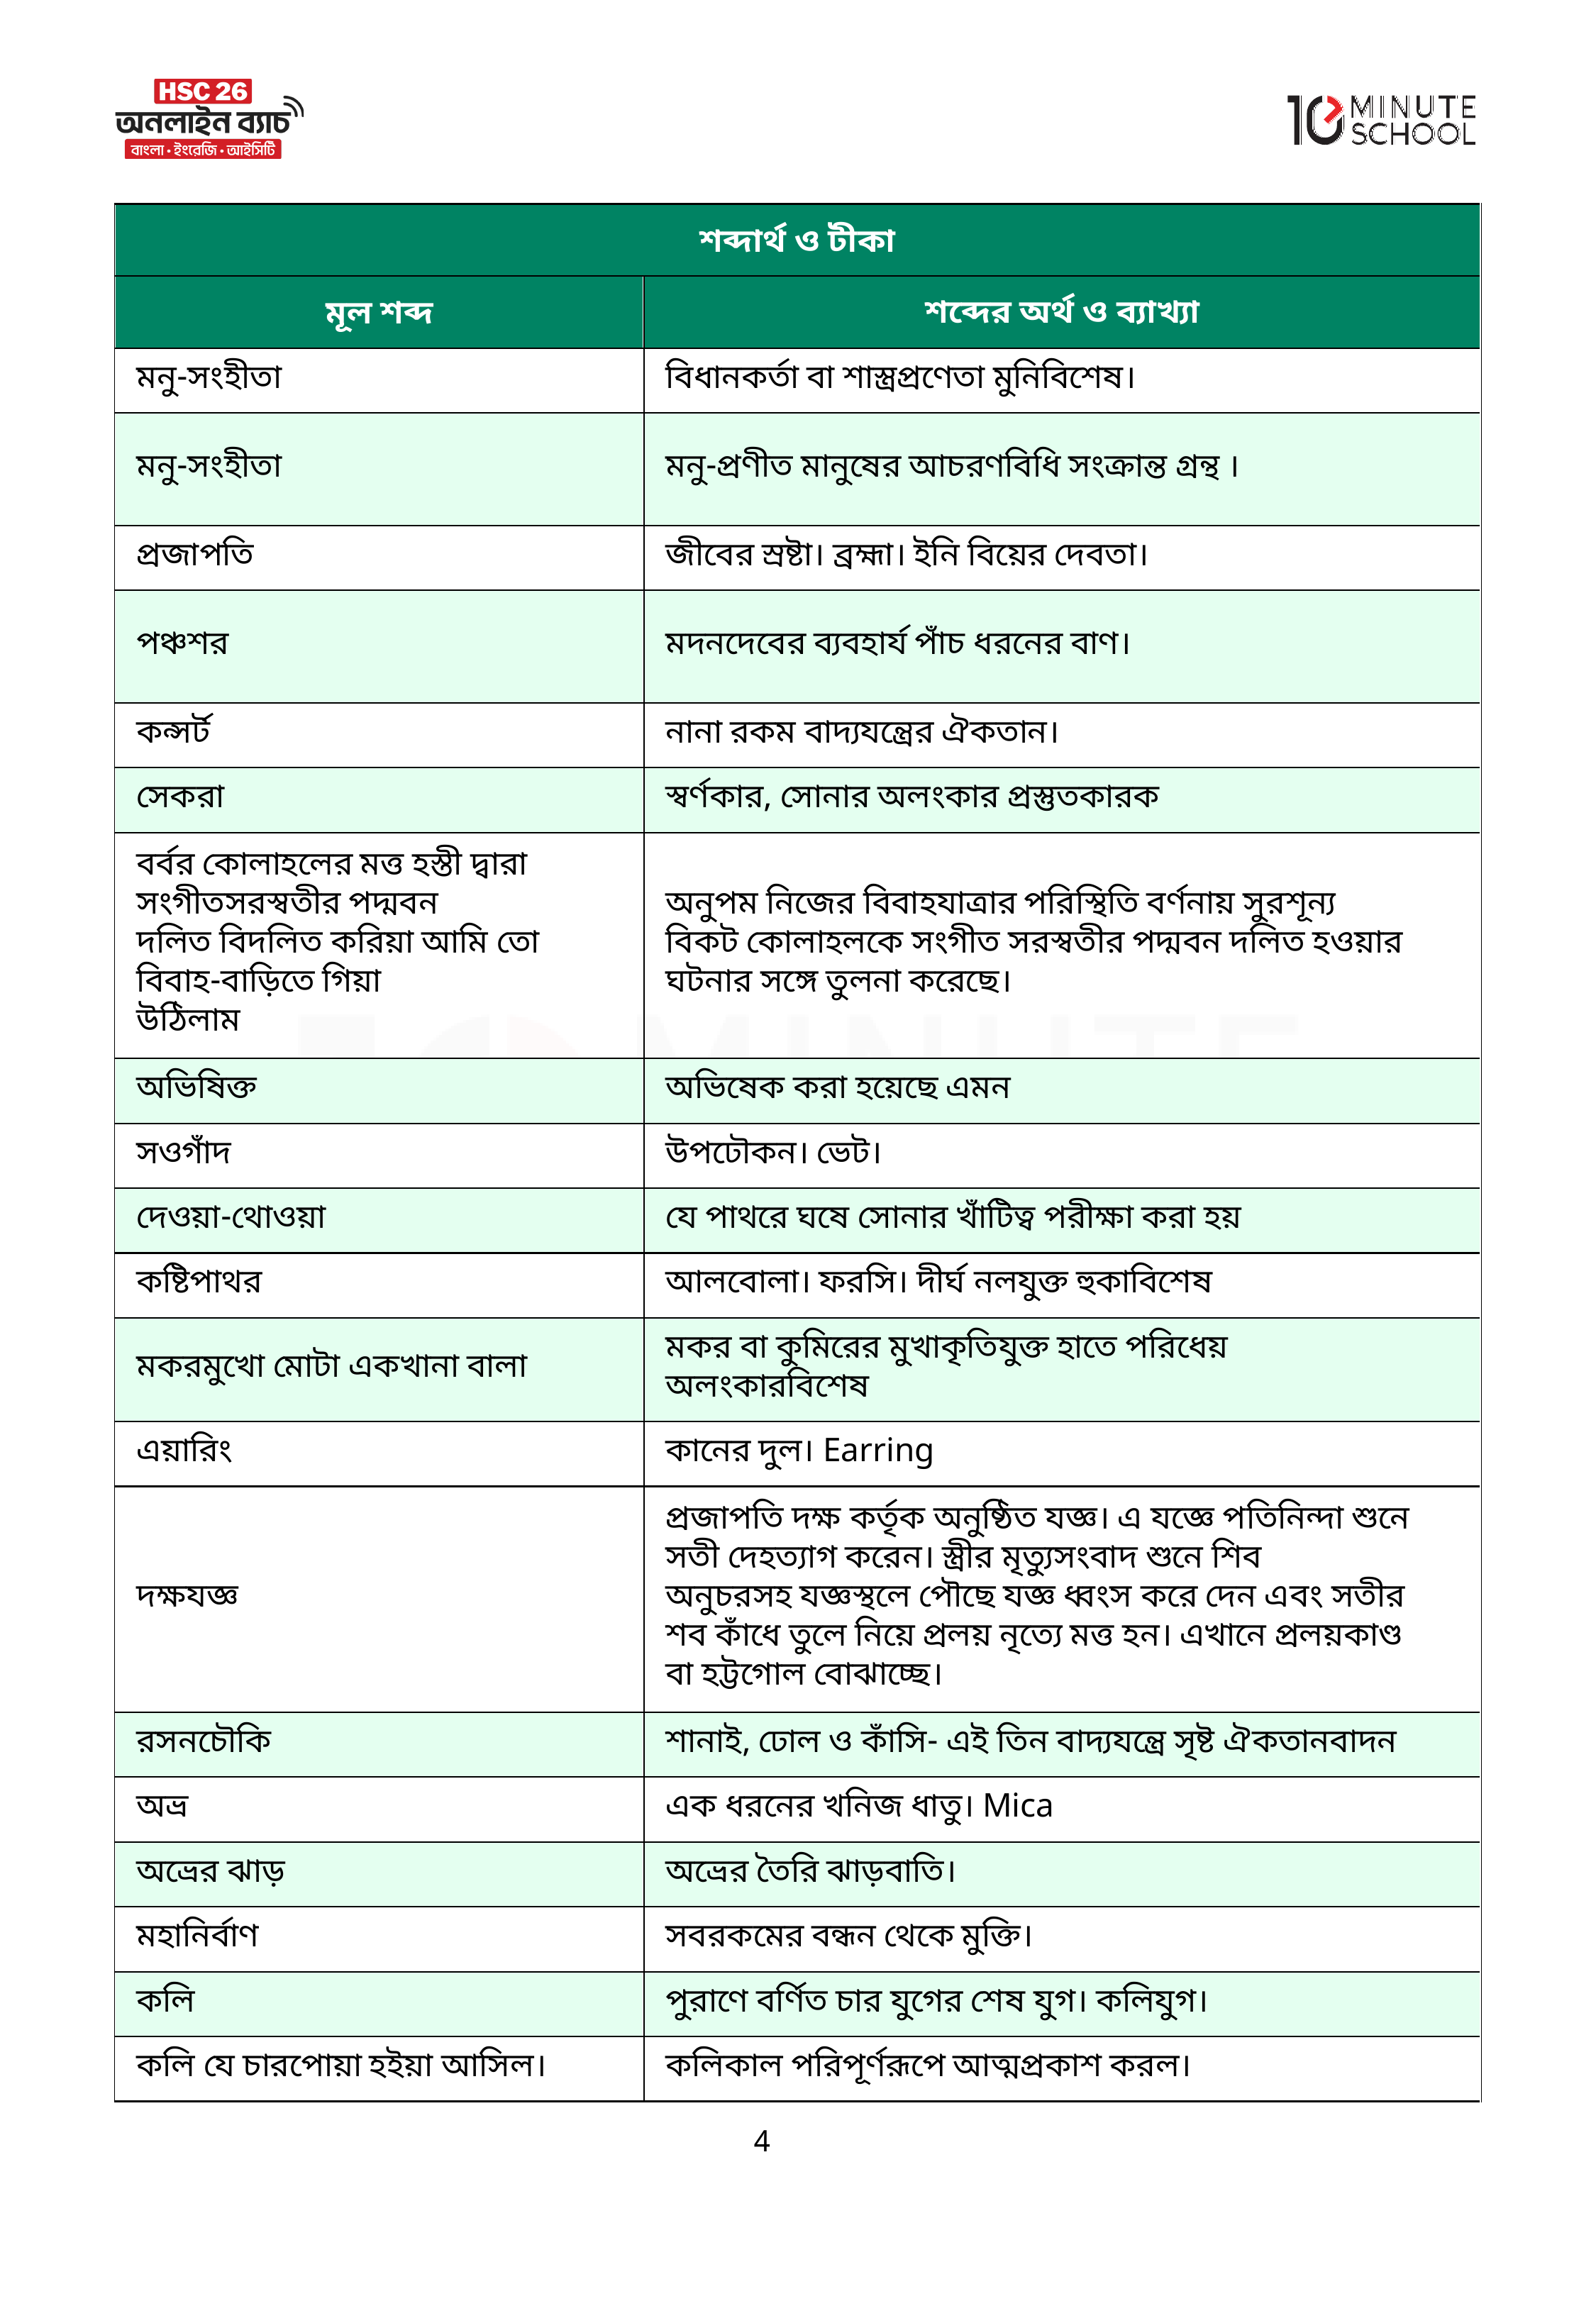 HSC 26
অনলাইন ব্যাচ
বাংলা • ইংরেজি • আইসিটি
10 MINUTE SCHOOL
শব্দার্থ ও টীকা
মূল শব্দ
শব্দের অর্থ ও ব্যাখ্যা
মনু-সংহীতা
বিধানকর্তা বা শাস্ত্রপ্রণেতা মুনিবিশেষ।
মনু-সংহীতা
মনু-প্রণীত মানুষের আচরণবিধি সংক্রান্ত গ্রন্থ ।
প্রজাপতি
জীবের স্রষ্টা। ব্রহ্মা। ইনি বিয়ের দেবতা।
পঞ্চশর
মদনদেবের ব্যবহার্য পাঁচ ধরনের বাণ।
কন্সর্ট
নানা রকম বাদ্যযন্ত্রের ঐকতান।
সেকরা
স্বর্ণকার, সোনার অলংকার প্রস্তুতকারক
বর্বর কোলাহলের মত্ত হস্তী দ্বারা
সংগীতসরস্বতীর পদ্মবন
দলিত বিদলিত করিয়া আমি তো
বিবাহ-বাড়িতে গিয়া
উঠিলাম
অনুপম নিজের বিবাহযাত্রার পরিস্থিতি বর্ণনায় সুরশূন্য
বিকট কোলাহলকে সংগীত সরস্বতীর পদ্মবন দলিত হওয়ার
ঘটনার সঙ্গে তুলনা করেছে।
অভিষিক্ত
অভিষেক করা হয়েছে এমন
সওগাঁদ
উপঢৌকন। ভেট।
দেওয়া-থোওয়া
যে পাথরে ঘষে সোনার খাঁটিত্ব পরীক্ষা করা হয়
কষ্টিপাথর
আলবোলা। ফরসি। দীর্ঘ নলযুক্ত হুকাবিশেষ
মকরমুখো মোটা একখানা বালা
মকর বা কুমিরের মুখাকৃতিযুক্ত হাতে পরিধেয়
অলংকারবিশেষ
এয়ারিং
কানের দুল। Earring
দক্ষযজ্ঞ
প্রজাপতি দক্ষ কর্তৃক অনুষ্ঠিত যজ্ঞ। এ যজ্ঞে পতিনিন্দা শুনে
সতী দেহত্যাগ করেন। স্ত্রীর মৃত্যুসংবাদ শুনে শিব
অনুচরসহ যজ্ঞস্থলে পৌছে যজ্ঞ ধ্বংস করে দেন এবং সতীর
শব কাঁধে তুলে নিয়ে প্রলয় নৃত্যে মত্ত হন। এখানে প্রলয়কাণ্ড
বা হট্টগোল বোঝাচ্ছে।
রসনচৌকি
শানাই, ঢোল ও কাঁসি- এই তিন বাদ্যযন্ত্রে সৃষ্ট ঐকতানবাদন
অভ্র
এক ধরনের খনিজ ধাতু। Mica
অভ্রের ঝাড়
অভ্রের তৈরি ঝাড়বাতি।
মহানির্বাণ
সবরকমের বন্ধন থেকে মুক্তি।
কলি
পুরাণে বর্ণিত চার যুগের শেষ যুগ। কলিযুগ।
কলি যে চারপোয়া হইয়া আসিল।
কলিকাল পরিপূর্ণরূপে আত্মপ্রকাশ করল।
4